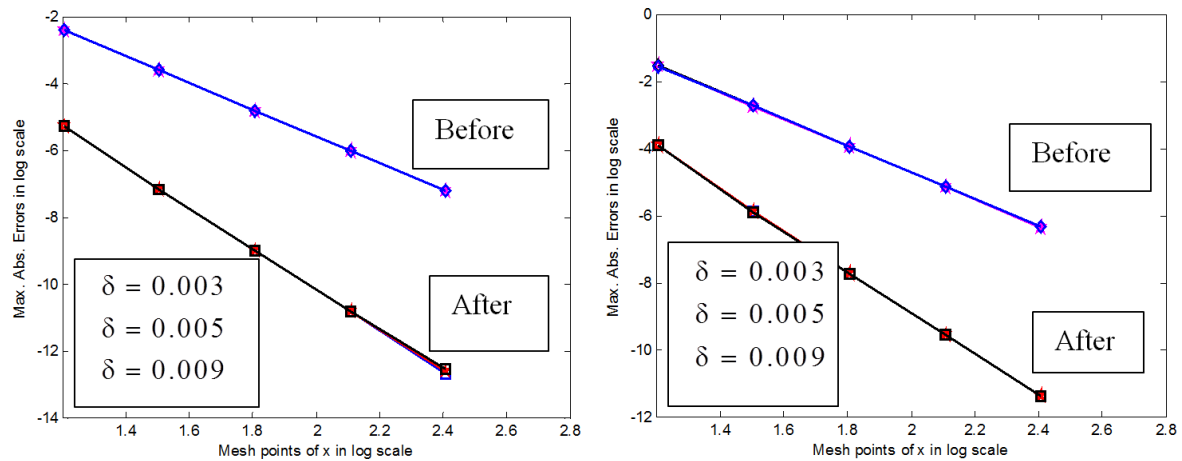 -2
-4
-6
-8
-10
-12
-14
Max. Abs. Errors in log scale
Before
After
δ = 0.003
δ = 0.005
δ = 0.009
1.4 1.6 1.8 2 2.2 2.4 2.6 2.8
Mesh points of x in log scale
0
-2
-4
-6
-8
-10
-12
Max. Abs. Errors in log scale
Before
After
δ = 0.003
δ = 0.005
δ = 0.009
1.4 1.6 1.8 2 2.2 2.4 2.6 2.8
Mesh points of x in log scale